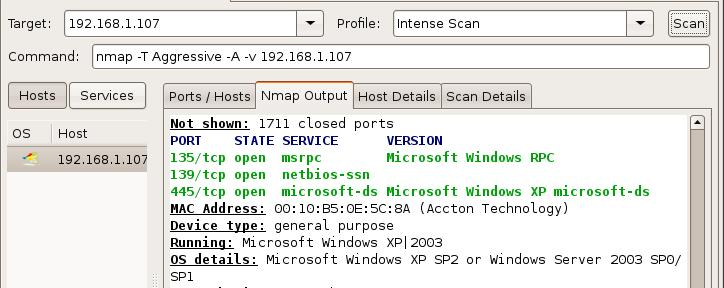 Target: 192.168.1.107 Profile: Intense Scan Scan
Command: nmap -T Aggressive -A -v 192.168.1.107
Hosts Services Ports / Hosts Nmap Output Host Details Scan Details
OS Host
192.168.1.107
Not shown: 1711 closed ports
PORT STATE SERVICE VERSION
135/tcp open msrpc Microsoft Windows RPC
139/tcp open netbios-ssn
445/tcp open microsoft-ds Microsoft Windows XP microsoft-ds
MAC Address: 00:10:B5:0E:5C:8A (Accton Technology)
Device type: general purpose
Running: Microsoft Windows XP|2003
OS details: Microsoft Windows XP SP2 or Windows Server 2003 SP0/
SP1